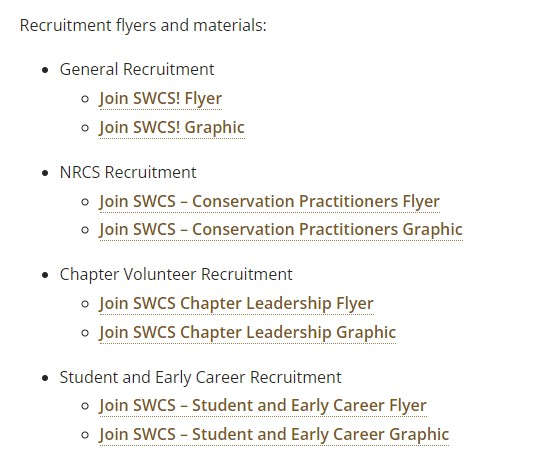 Recruitment flyers and materials:
General Recruitment
Join SWCS! Flyer
Join SWCS! Graphic
NRCS Recruitment
Join SWCS – Conservation Practitioners Flyer
Join SWCS – Conservation Practitioners Graphic
Chapter Volunteer Recruitment
Join SWCS Chapter Leadership Flyer
Join SWCS Chapter Leadership Graphic
Student and Early Career Recruitment
Join SWCS – Student and Early Career Flyer
Join SWCS – Student and Early Career Graphic